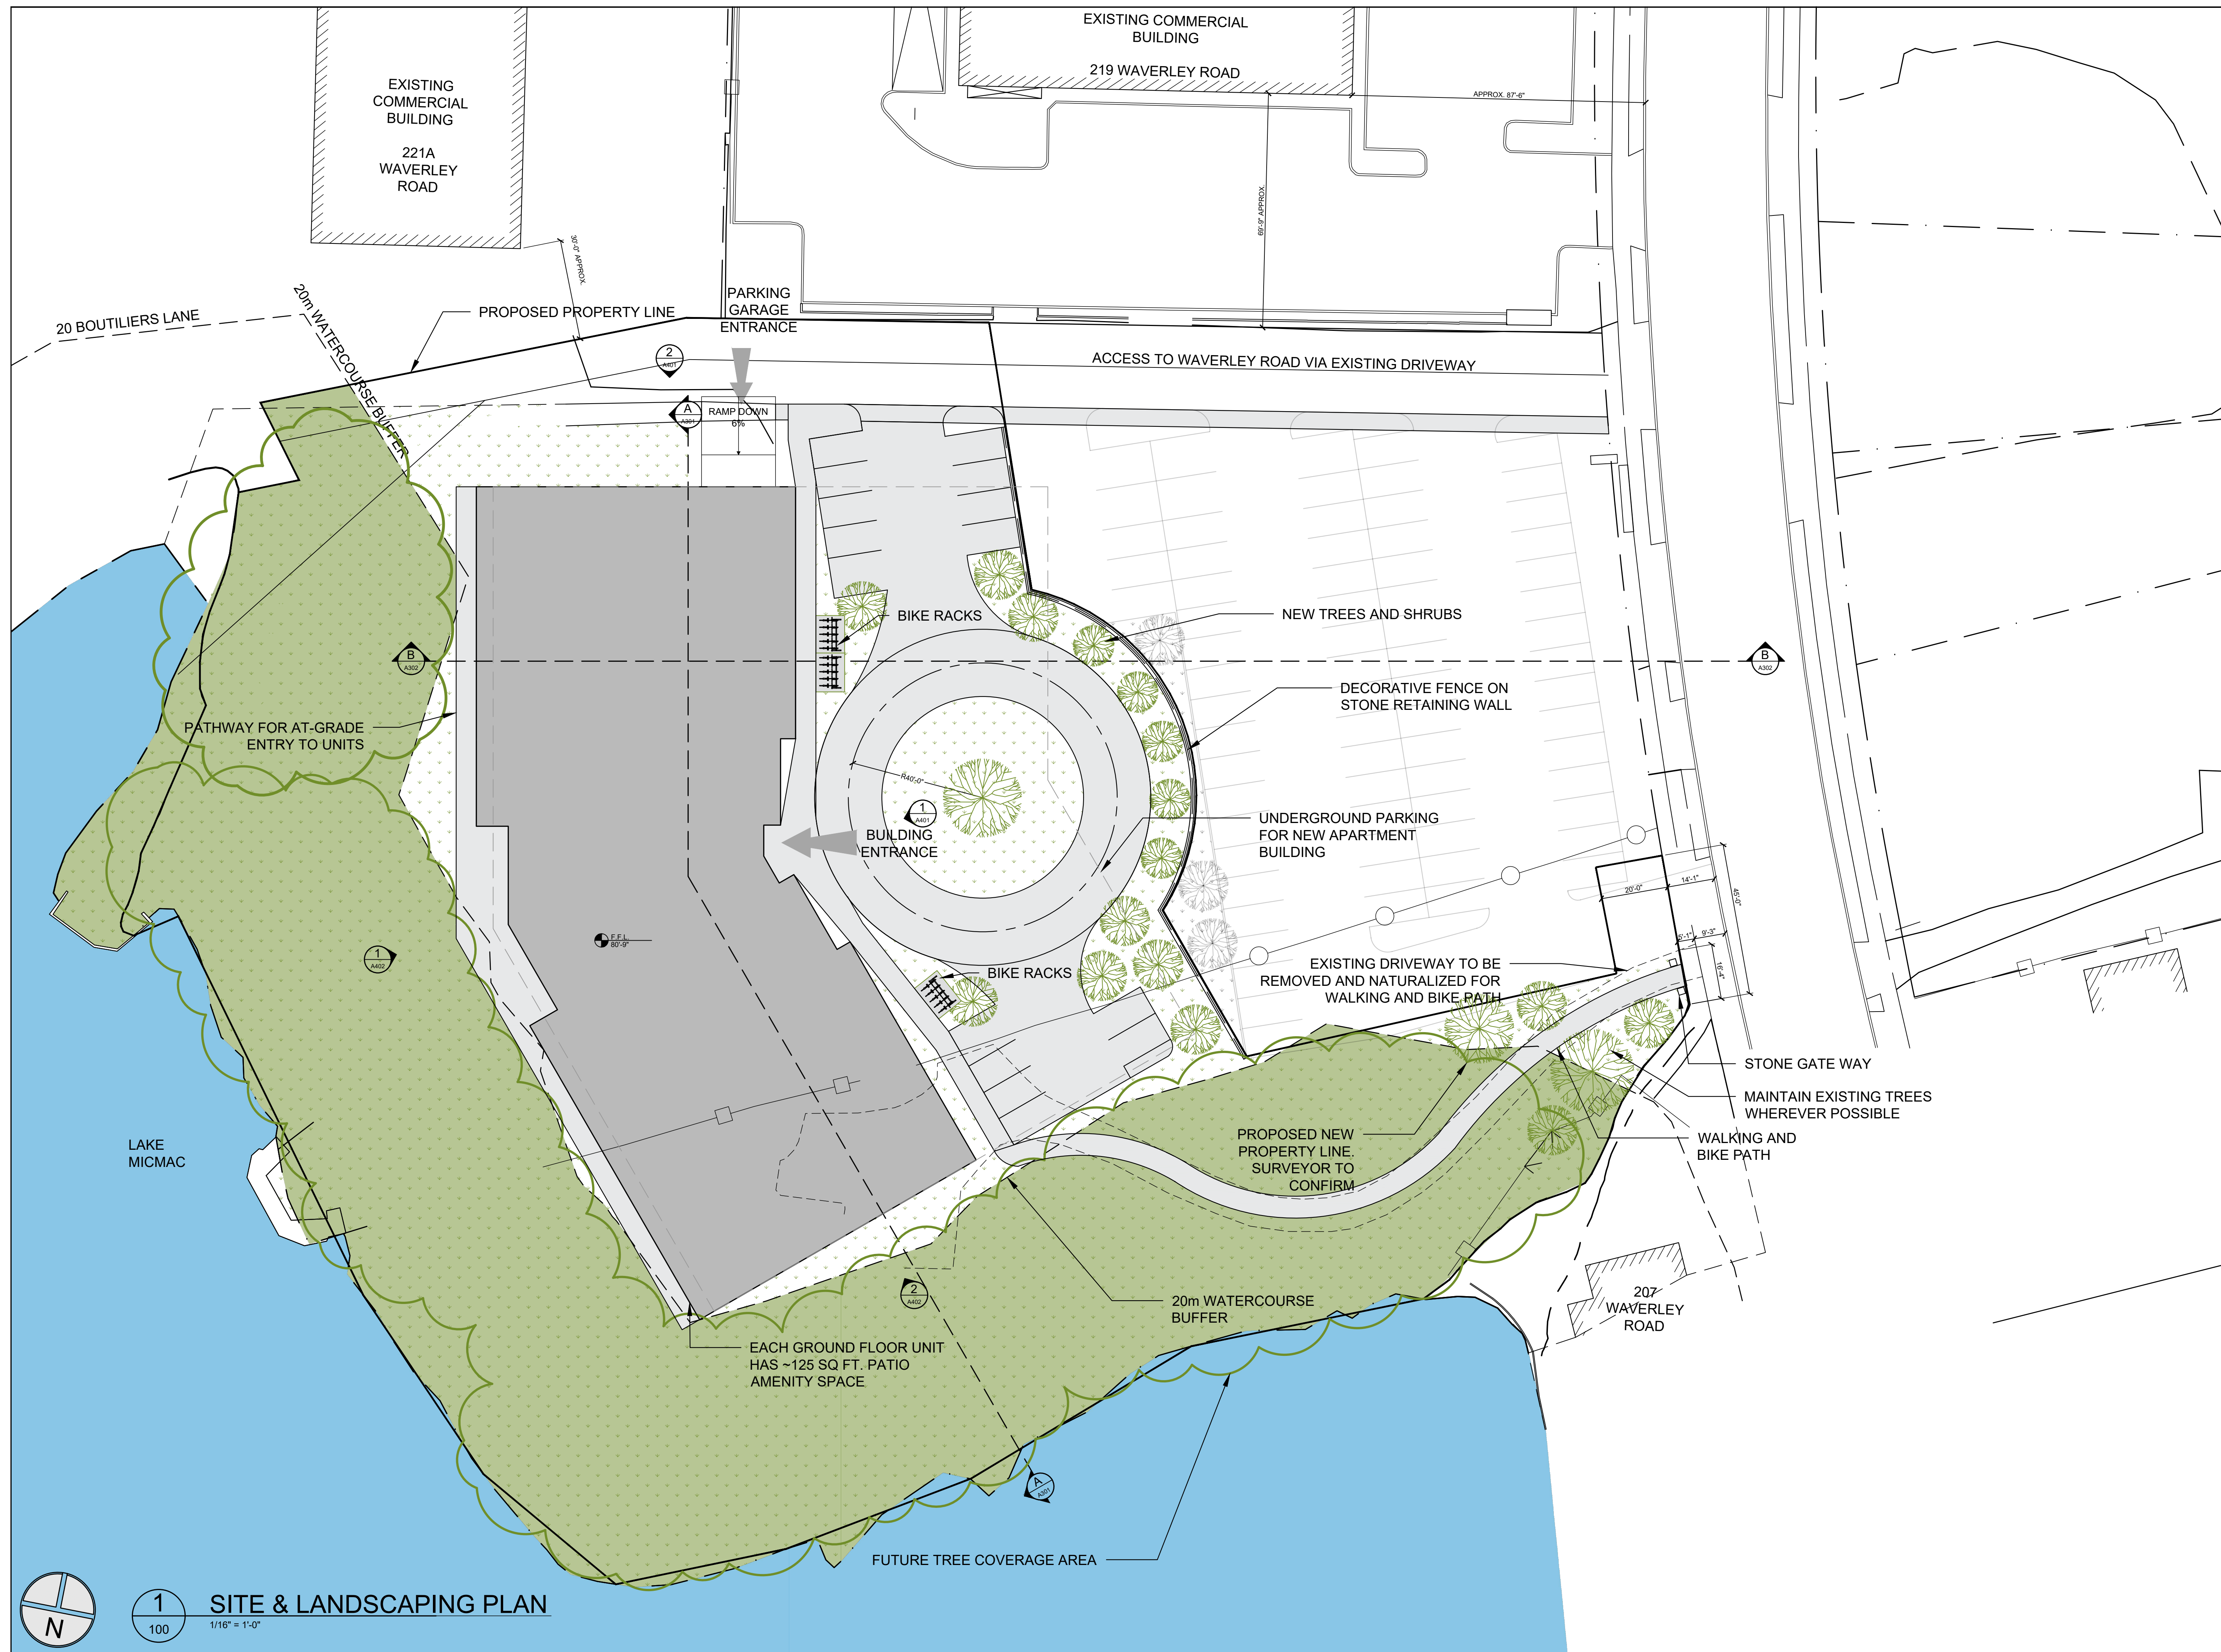 EXISTING COMMERCIAL
BUILDING
219 WAVERLEY ROAD
EXISTING
COMMERCIAL
BUILDING
221A
WAVERLEY
ROAD
APPROX. 87'-6"
69'-9" APPROX.
30'-0" APPROX.
20 BOUTILIERS LANE
20m WATERCOURSE BUFFER
PROPOSED PROPERTY LINE
PARKING
GARAGE
ENTRANCE
2
A401
ACCESS TO WAVERLEY ROAD VIA EXISTING DRIVEWAY
A
A301
RAMP DOWN
6%
BIKE RACKS
NEW TREES AND SHRUBS
B
A302
B
A302
DECORATIVE FENCE ON
STONE RETAINING WALL
PATHWAY FOR AT-GRADE
ENTRY TO UNITS
R40'-0"
1
A401
BUILDING
ENTRANCE
UNDERGROUND PARKING
FOR NEW APARTMENT
BUILDING
20'-0"
14'-1"
45'-0"
5'-1"
9'-3"
16'-4"
F.F.L.
80'-9"
1
A402
BIKE RACKS
EXISTING DRIVEWAY TO BE
REMOVED AND NATURALIZED FOR
WALKING AND BIKE PATH
STONE GATE WAY
MAINTAIN EXISTING TREES
WHEREVER POSSIBLE
WALKING AND
BIKE PATH
PROPOSED NEW
PROPERTY LINE.
SURVEYOR TO
CONFIRM
LAKE
MICMAC
2
A402
20m WATERCOURSE
BUFFER
207
WAVERLEY
ROAD
EACH GROUND FLOOR UNIT
HAS ~125 SQ FT. PATIO
AMENITY SPACE
A
A301
FUTURE TREE COVERAGE AREA
N
1
100
SITE & LANDSCAPING PLAN
1/16" = 1'-0"